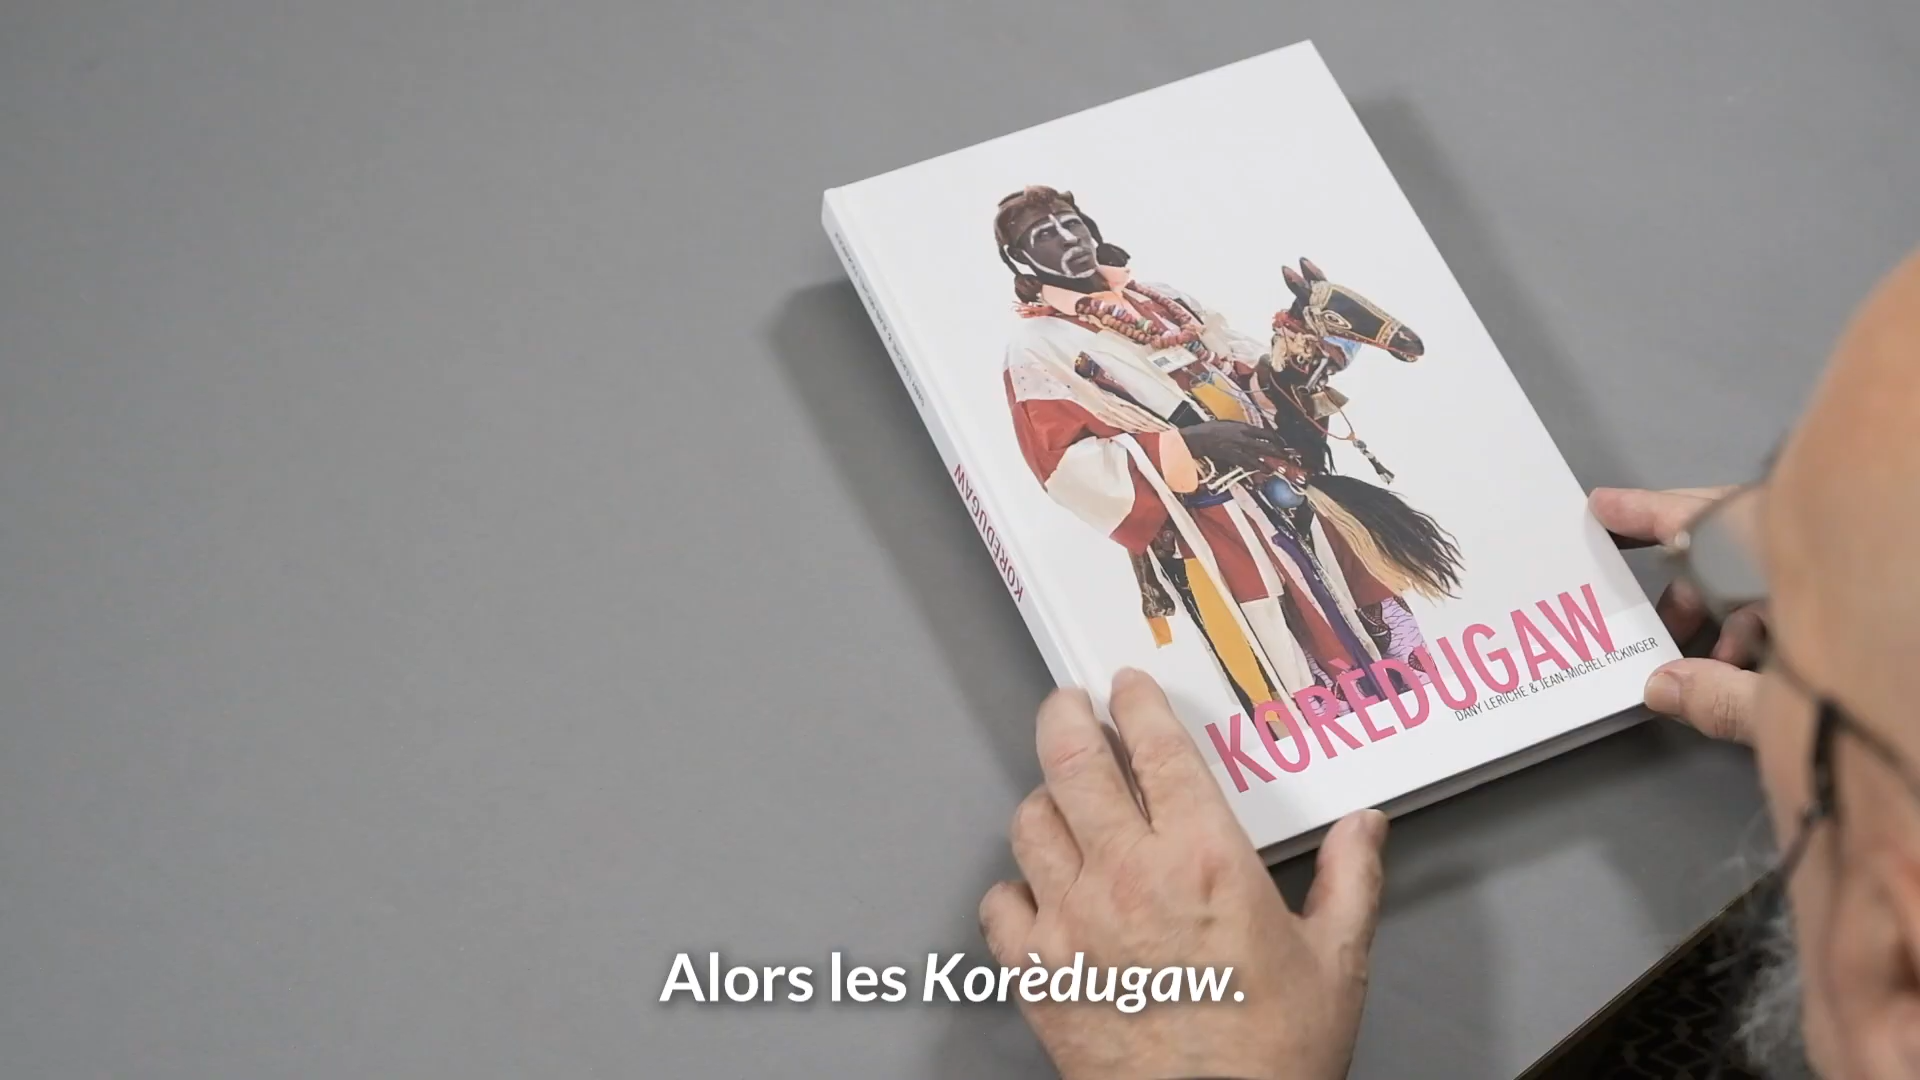 KORÈDUGAW
DANY LERICHE & JEAN-MICHEL FICKINGER
KORÈDUGAW
Alors les Korèdugaw.